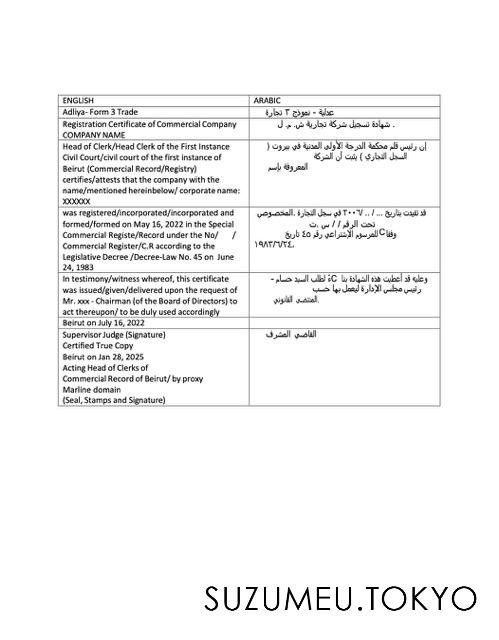 ENGLISH
ARABIC
Adliya- Form 3 Trade
عدلية - نموذج ٣ تجارة
Registration Certificate of Commercial Company
COMPANY NAME
شهادة تسجيل شركة تجارية ش. م. ل .
Head of Clerk/Head Clerk of the First Instance
Civil Court/civil court of the first instance of
Beirut (Commercial Record/Registry)
certifies/attests that the company with the
name/mentioned hereinbelow/ corporate name:
XXXXXX
إن رئيس قلم محكمة الدرجة الأولى المدنية في بيروت (
السجل التجاري ) يثبت أن الشركة
المعروفة بإسم
was registered/incorporated/incorporated and
formed/formed on May 16, 2022 in the Special
Commercial Registe/Record under the No/ /
Commercial Register/C.R according to the
Legislative Decree /Decree-Law No. 45 on June
24, 1983
قد تقيدت بتاريخ ... / .. /٢٠٠٦ في سجل التجارة .المخصوصي
تحت الرقم / / س .ت
وفقاC للمرسوم الإشتراعي رقم ٤٥ تاريخ
١٩٨٣/٦/٢٤.
In testimony/witness whereof, this certificate
was issued/given/delivered upon the request of
Mr. xxx - Chairman (of the Board of Directors) to
act thereupon/ to be duly used accordingly
وعليه قد أعطيت هذه الشهادة بنا Cًء لطلب السيد حسام -
رئيس مجلس الإدارة ليعمل بها حسب
المقتضى القانوني.
Beirut on July 16, 2022
Supervisor Judge (Signature)
Certified True Copy
Beirut on Jan 28, 2025
Acting Head of Clerks of
Commercial Record of Beirut/ by proxy
Marline domain
(Seal, Stamps and Signature)
القاضي المشرف
SUZUMEU.TOKYO